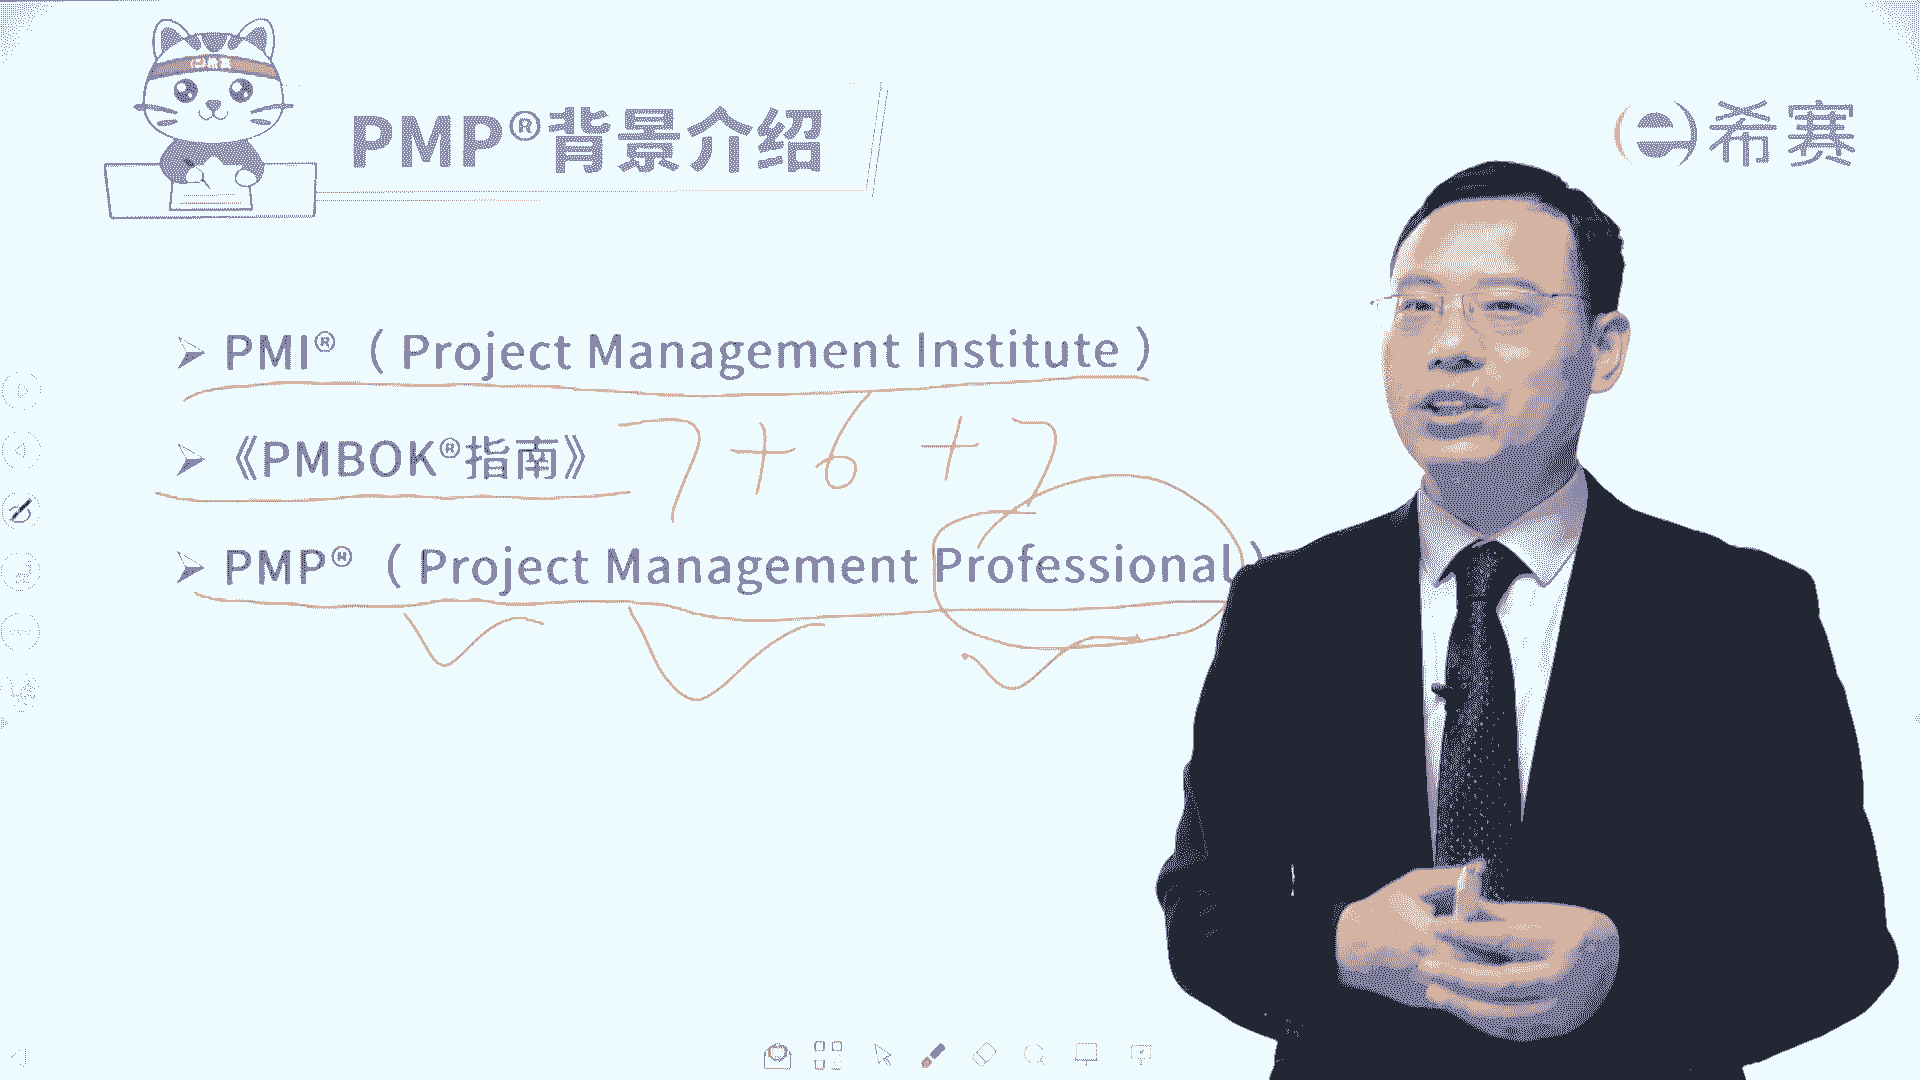 PMP®背景介绍
希赛
PMI®（Project Management Institute）
《PMBOK®指南》
7+6+7
PMP®（Project Management Professional）